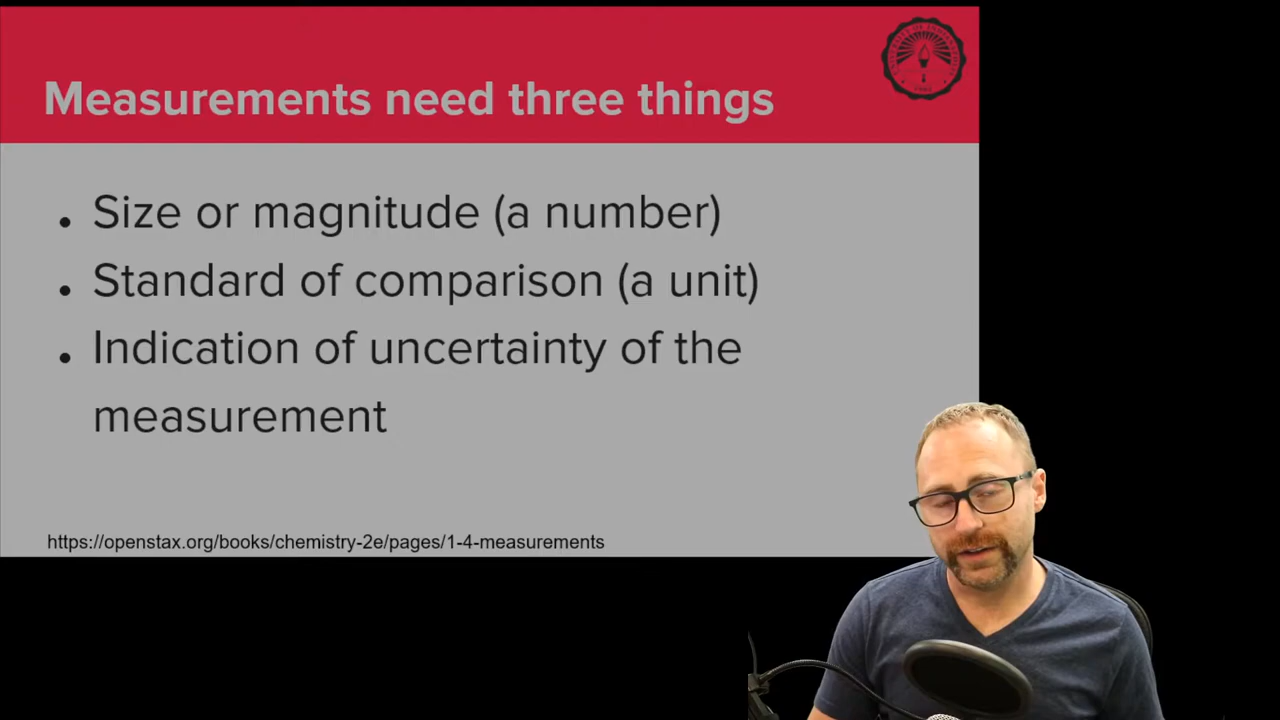 Measurements need three things
. Size or magnitude (a number)
. Standard of comparison (a unit)
. Indication of uncertainty of the
measurement
https://openstax.org/books/chemistry-2e/pages/1-4-measurements